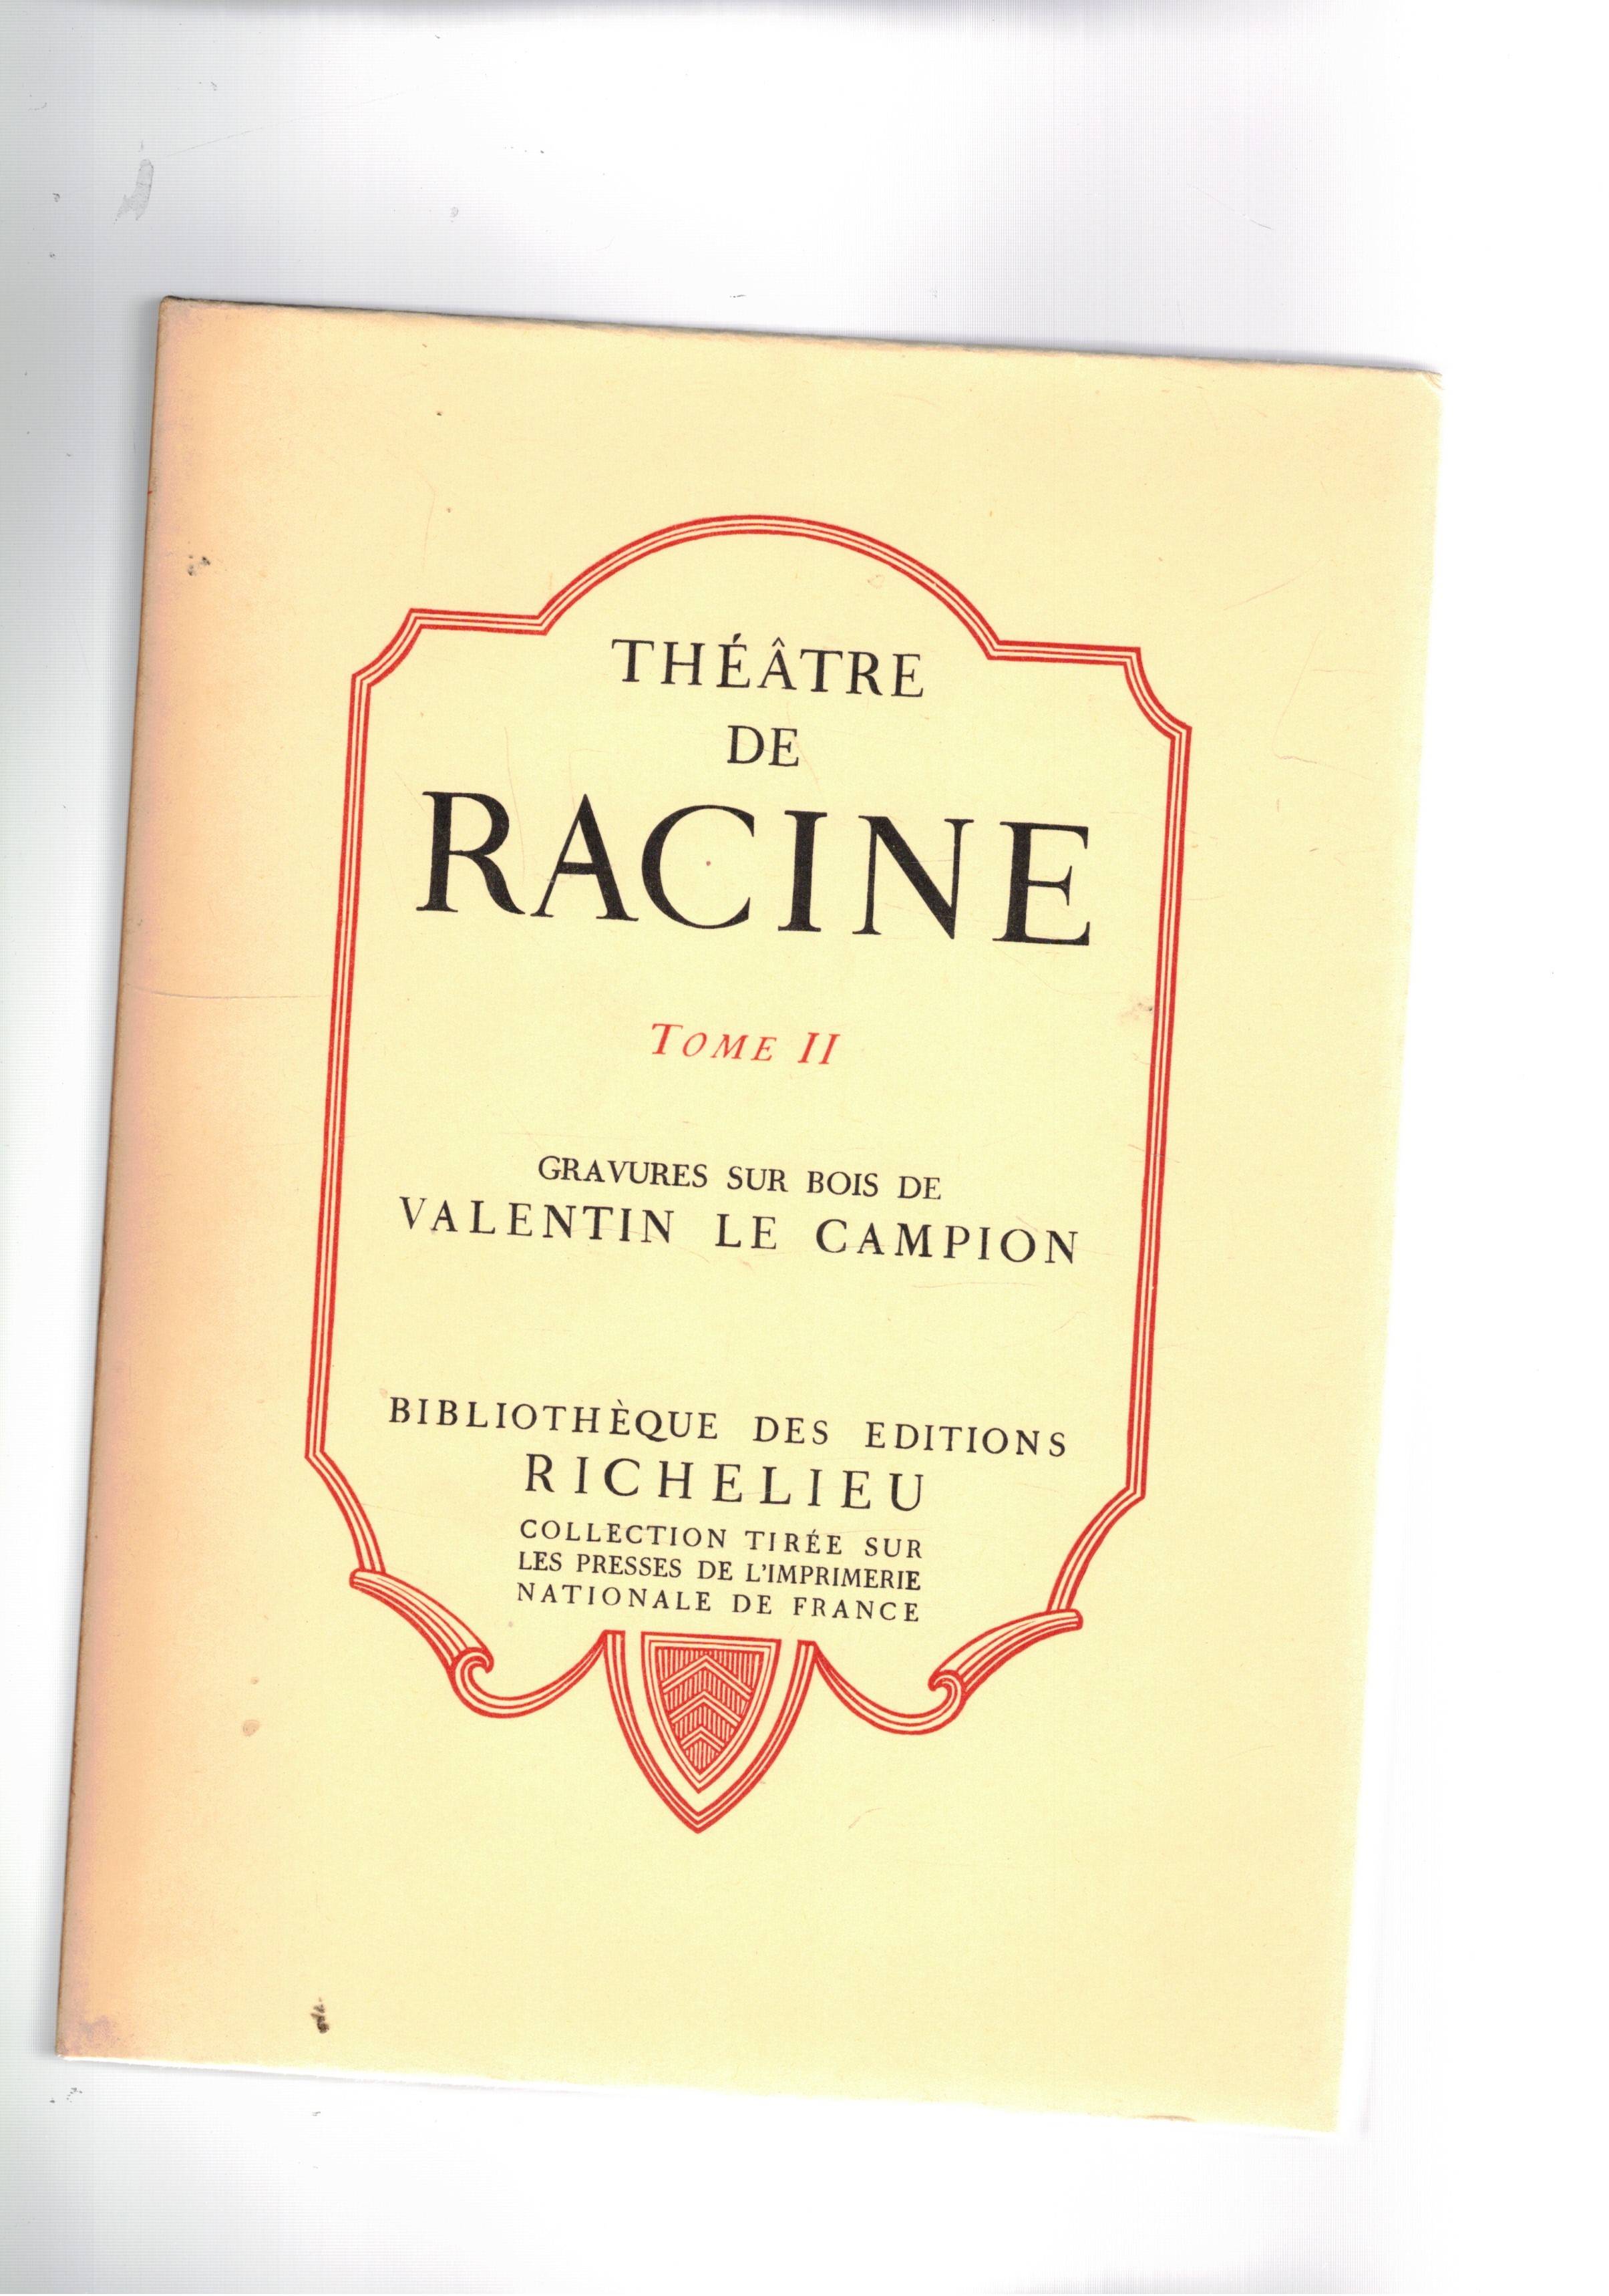 THÉÂTRE
DE
RACINE
TOME II
GRAVURES SUR BOIS DE
VALENTIN LE CAMPION
BIBLIOTHÈQUE DES EDITIONS
RICHELIEU
COLLECTION TIRÉE SUR
LES PRESSES DE L'IMPRIMERIE
NATIONALE DE FRANCE